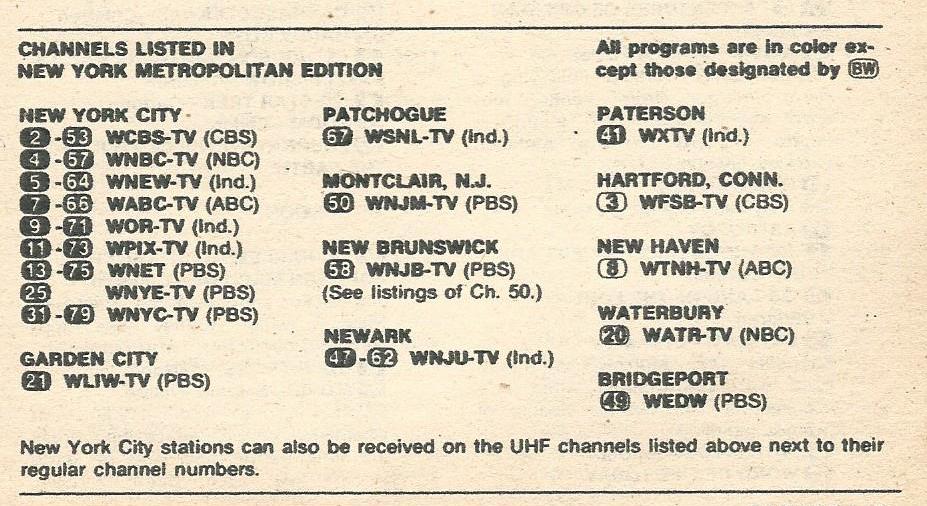 CHANNELS LISTED IN
NEW YORK METROPOLITAN EDITION
All programs are in color ex-
cept those designated by BW
NEW YORK CITY
2 -53 WCBS-TV (CBS)
4 -57 WNBC-TV (NBC)
5 -64 WNEW-TV (Ind.)
7 -66 WABC-TV (ABC)
9 -71 WOR-TV (Ind.)
11 -73 WPIX-TV (Ind.)
13 -75 WNET (PBS)
25 WNYE-TV (PBS)
31 -79 WNYC-TV (PBS)
GARDEN CITY
21 WLIW-TV (PBS)
PATCHOGUE
67 WSNL-TV (Ind.)
MONTCLAIR, N.J.
50 WNJM-TV (PBS)
NEW BRUNSWICK
58 WNJB-TV (PBS)
(See listings of Ch. 50.)
NEWARK
47 -62 WNJU-TV (Ind.)
PATERSON
41 WXTV (Ind.)
HARTFORD, CONN.
3 WFSB-TV (CBS)
NEW HAVEN
8 WTNH-TV (ABC)
WATERBURY
20 WATR-TV (NBC)
BRIDGEPORT
49 WEDW (PBS)
New York City stations can also be received on the UHF channels listed above next to their
regular channel numbers.